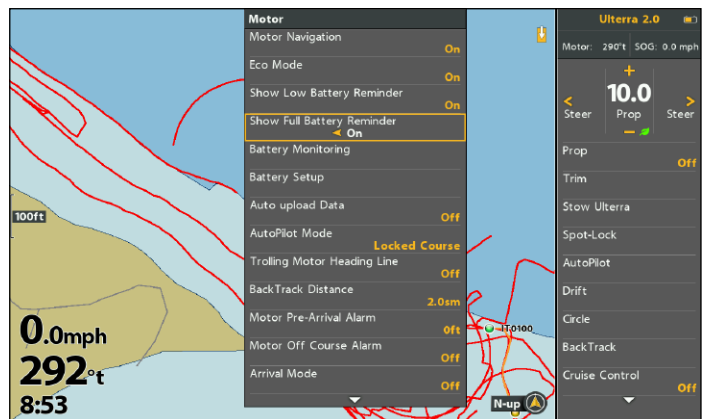 Motor
Motor Navigation
On
Eco Mode
On
Show Low Battery Reminder
On
Show Full Battery Reminder
On
Battery Monitoring
Battery Setup
Auto upload Data
Off
AutoPilot Mode
Locked Course
Trolling Motor Heading Line
Off
BackTrack Distance
2.0sm
Motor Pre-Arrival Alarm
0ft
Motor Off Course Alarm
Off
Arrival Mode
Off
100ft
0.0mph
292°t
8:53
IT0100
N-up
Ulterra 2.0
Motor: 290°t SOG: 0.0 mph
+
< 10.0 >
Steer Prop Steer
−
Prop
Off
Trim
Stow Ulterra
Spot-Lock
AutoPilot
Drift
Circle
BackTrack
Cruise Control
Off